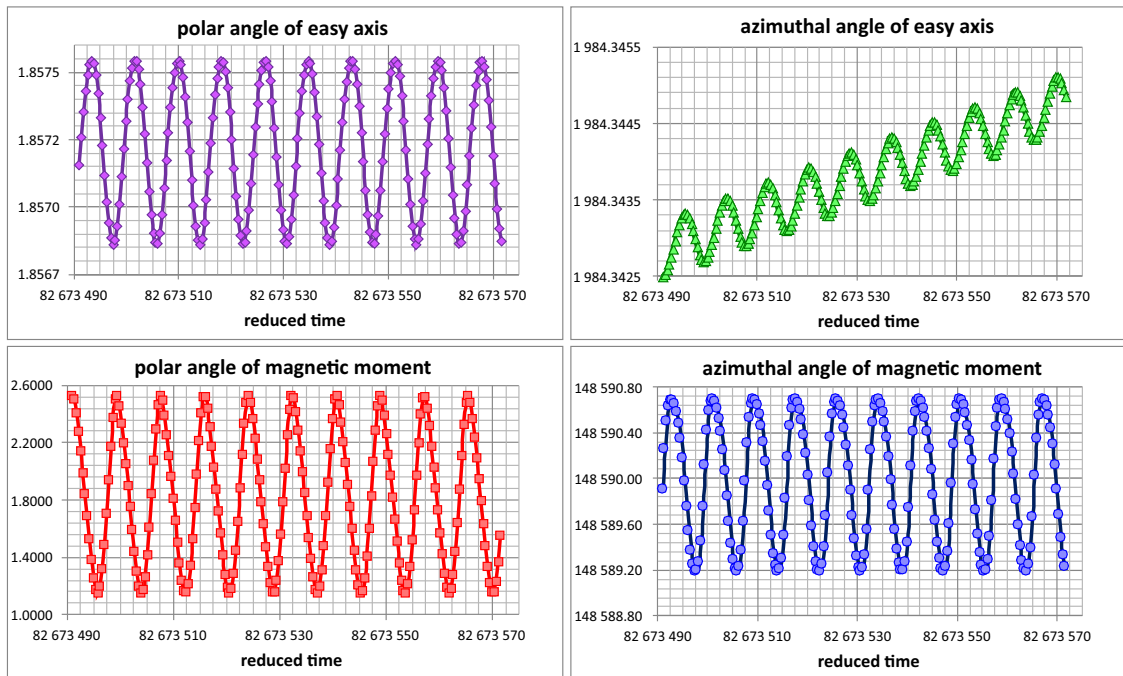 polar angle of easy axis
1.8575
1.8572
1.8570
1.8567
82 673 490 82 673 510 82 673 530 82 673 550 82 673 570
reduced time
azimuthal angle of easy axis
1 984.3455
1 984.3445
1 984.3435
1 984.3425
82 673 490 82 673 510 82 673 530 82 673 550 82 673 570
reduced time
polar angle of magnetic moment
2.6000
2.2000
1.8000
1.4000
1.0000
82 673 490 82 673 510 82 673 530 82 673 550 82 673 570
reduced time
azimuthal angle of magnetic moment
148 590.80
148 590.40
148 590.00
148 589.60
148 589.20
148 588.80
82 673 490 82 673 510 82 673 530 82 673 550 82 673 570
reduced time